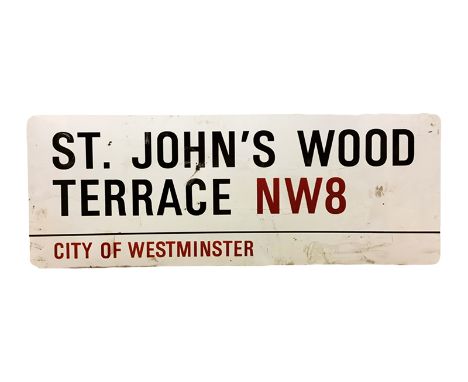 ST. JOHN'S WOOD
TERRACE NW8
CITY OF WESTMINSTER